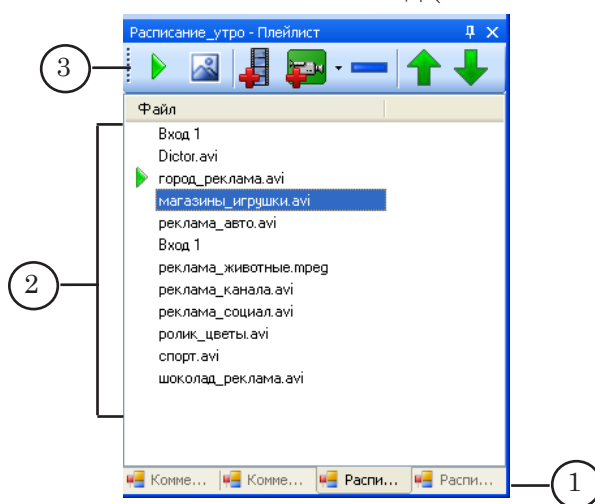 Расписание_утро - Плейлист
3
Файл
Вход 1
Dictor.avi
город_реклама.avi
магазины_игрушки.avi
реклама_авто.avi
Вход 1
реклама_животные.mpeg
реклама_канала.avi
реклама_социал.avi
ролик_цветы.avi
спорт.avi
шоколад_реклама.avi
2
Комме... Комме... Распи... Распи...
1